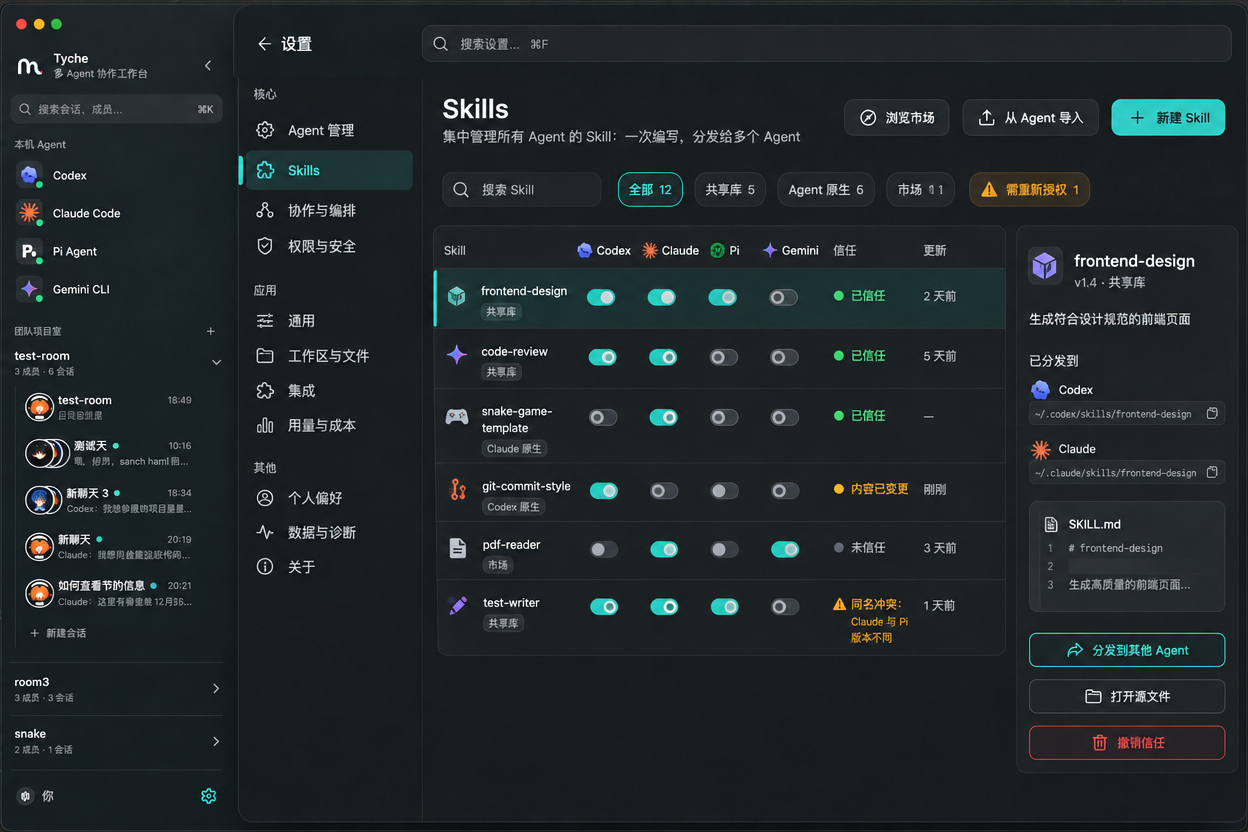 Tyche
多 Agent 协作工作台
搜索会话、成员... ⌘K
本机 Agent
Codex
Claude Code
Pi Agent
Gemini CLI
团队项目室 +
test-room
3 成员 · 6 会话
test-room 18:49
测试天 10:16
新聊天 3 18:34
Codex：
新聊天 20:19
Claude：
如何查看节的信息 20:21
Claude：
+ 新建会话
room3
3 成员 · 3 会话
snake
2 成员 · 1 会话
你
设置
核心
Agent 管理
Skills
协作与编排
权限与安全
应用
通用
工作区与文件
集成
用量与成本
其他
个人偏好
数据与诊断
关于
搜索设置... ⌘F
Skills
集中管理所有 Agent 的 Skill：一次编写，分发给多个 Agent
浏览市场
从 Agent 导入
+ 新建 Skill
搜索 Skill
全部 12
共享库 5
Agent 原生 6
市场 1
需重新授权 1
Skill Codex Claude Pi Gemini 信任 更新
frontend-design 已信任 2 天前
共享库
code-review 已信任 5 天前
共享库
snake-game-
template 已信任 —
Claude 原生
git-commit-style 内容已变更 刚刚
Codex 原生
pdf-reader 未信任 3 天前
市场
test-writer 同名冲突： 1 天前
共享库 Claude 与 Pi
版本不同
frontend-design
v1.4 · 共享库
生成符合设计规范的前端页面
已分发到
Codex
~/.codex/skills/frontend-design
Claude
~/.claude/skills/frontend-design
SKILL.md
1 # frontend-design
2
3 生成高质量的前端页面...
分发到其他 Agent
打开源文件
撤销信任